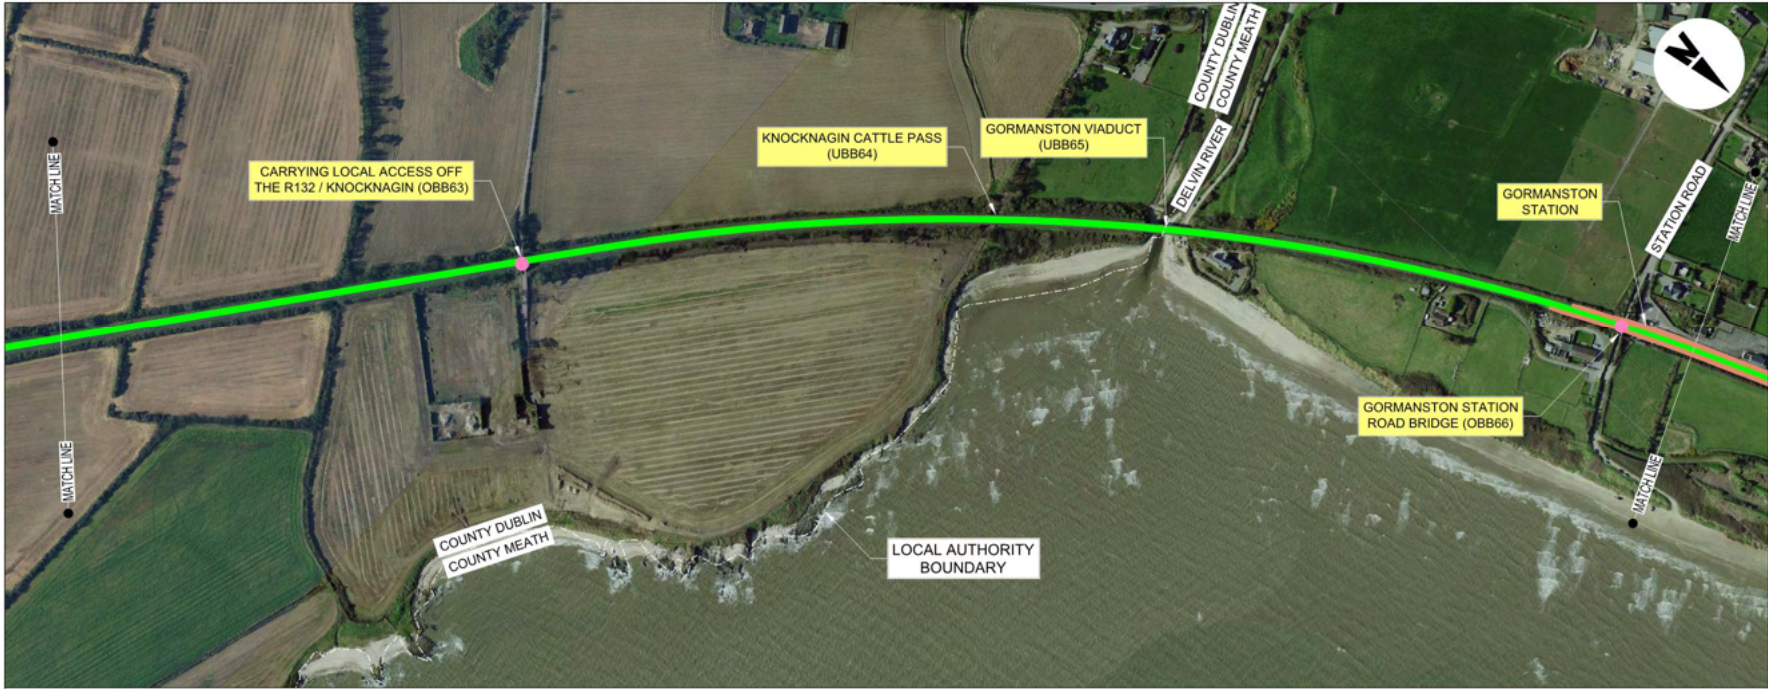 COUNTY DUBLIN
COUNTY MEATH
N
KNOCKNAGIN CATTLE PASS
(UBB64)
GORMANSTON VIADUCT
(UBB65)
DELVIN RIVER
MATCH LINE
CARRYING LOCAL ACCESS OFF
THE R132 / KNOCKNAGIN (OBB63)
GORMANSTON
STATION
STATION ROAD
MATCH LINE
GORMANSTON STATION
ROAD BRIDGE (OBB66)
MATCH LINE
MATCH LINE
COUNTY DUBLIN
COUNTY MEATH
LOCAL AUTHORITY
BOUNDARY